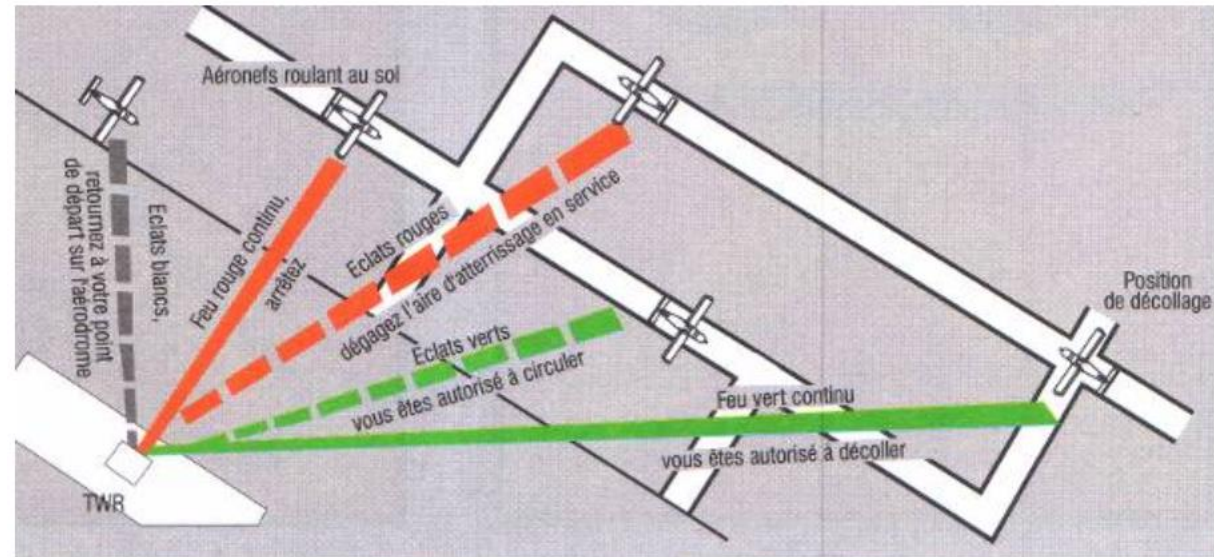 Aéronefs roulant au sol
Eclats blancs,
retournez à votre point
de départ sur l'aérodrome
Feu rouge continu,
arrêtez
Eclats rouges
dégagez l'aire d'atterrissage en service
Eclats verts
vous êtes autorisé à circuler
Feu vert continu
vous êtes autorisé à décoller
Position
de décollage
TWR